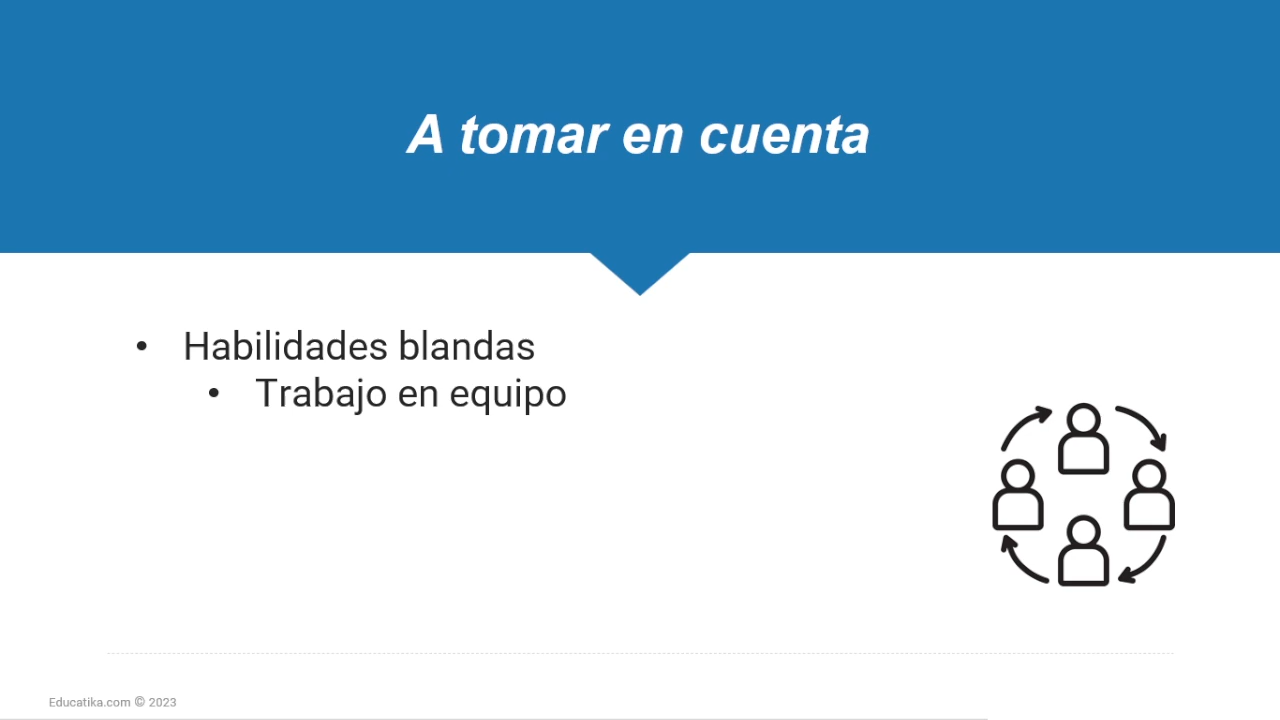 A tomar en cuenta
• Habilidades blandas
• Trabajo en equipo
Educatika.com © 2023